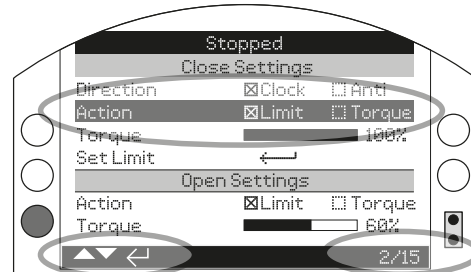 Stopped
Close Settings
Direction ☒Clock ☐Anti
Action ☒Limit ☐Torque
Torque 100%
Set Limit
Open Settings
Action ☒Limit ☐Torque
Torque 60%
2/15